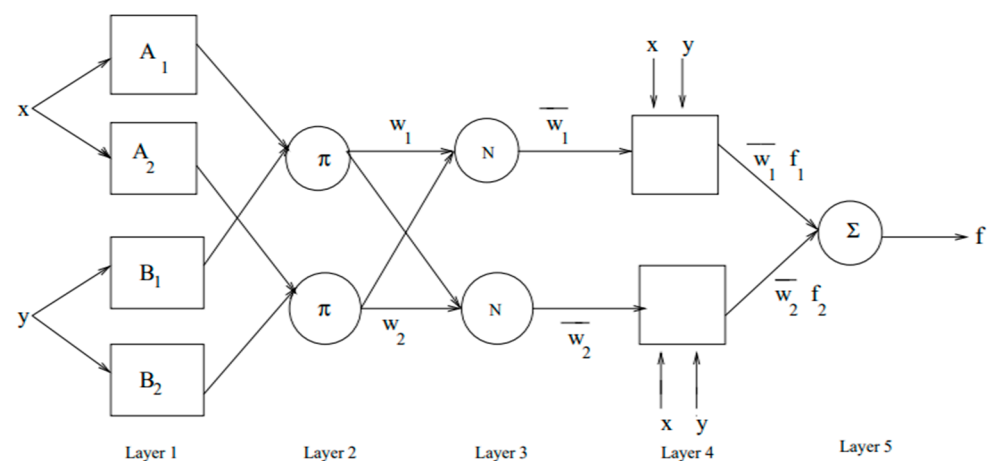 A₁
x
A₂
B₁
y
B₂
π
π
w₁
w₂
N
N
w̅₁
w̅₂
x y
x y
w̅₁ f₁
w̅₂ f₂
Σ
f
Layer 1 Layer 2 Layer 3 Layer 4 Layer 5